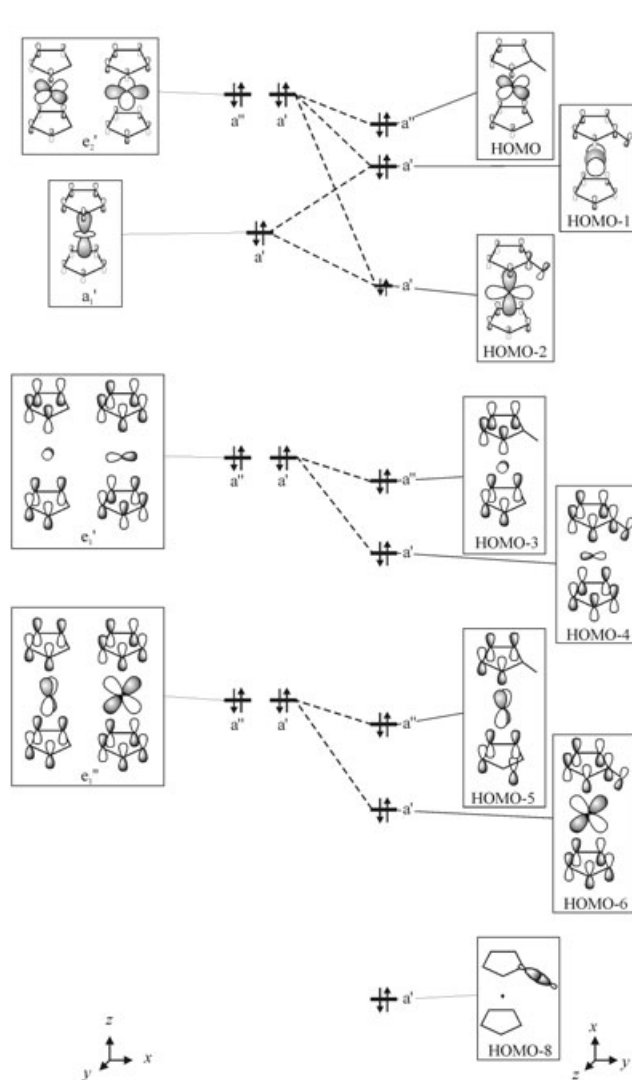 e₂'
a" a'
a"
HOMO
a'
HOMO-1
a₁'
a'
a'
HOMO-2
e₁'
a" a'
a"
HOMO-3
a'
HOMO-4
e₁"
a" a'
a"
HOMO-5
a'
HOMO-6
a'
HOMO-8
z
y x
x
z y